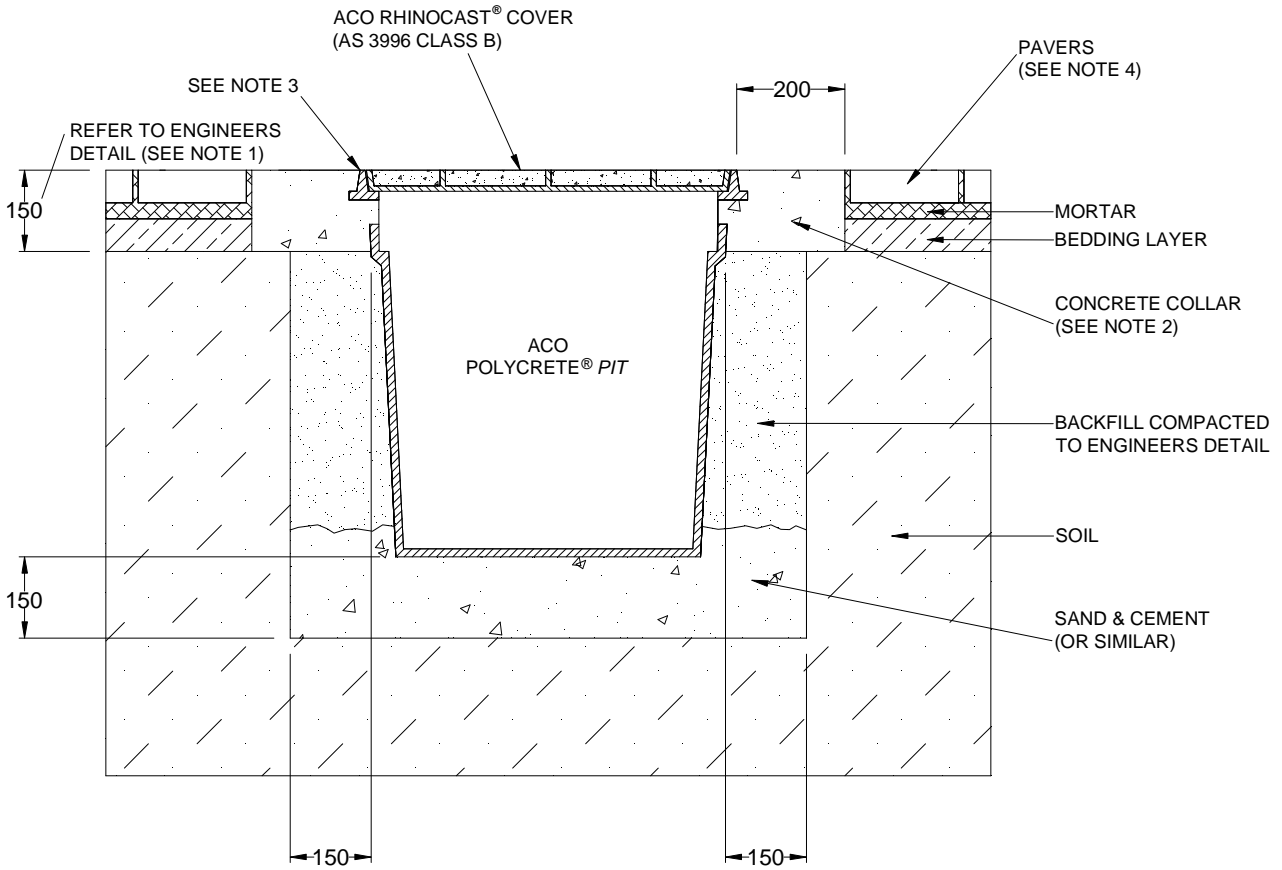 ACO RHINOCAST® COVER
(AS 3996 CLASS B)
PAVERS
(SEE NOTE 4)
SEE NOTE 3
200
REFER TO ENGINEERS
DETAIL (SEE NOTE 1)
150
MORTAR
BEDDING LAYER
CONCRETE COLLAR
(SEE NOTE 2)
ACO
POLYCRETE® PIT
BACKFILL COMPACTED
TO ENGINEERS DETAIL
SOIL
150
SAND & CEMENT
(OR SIMILAR)
150
150